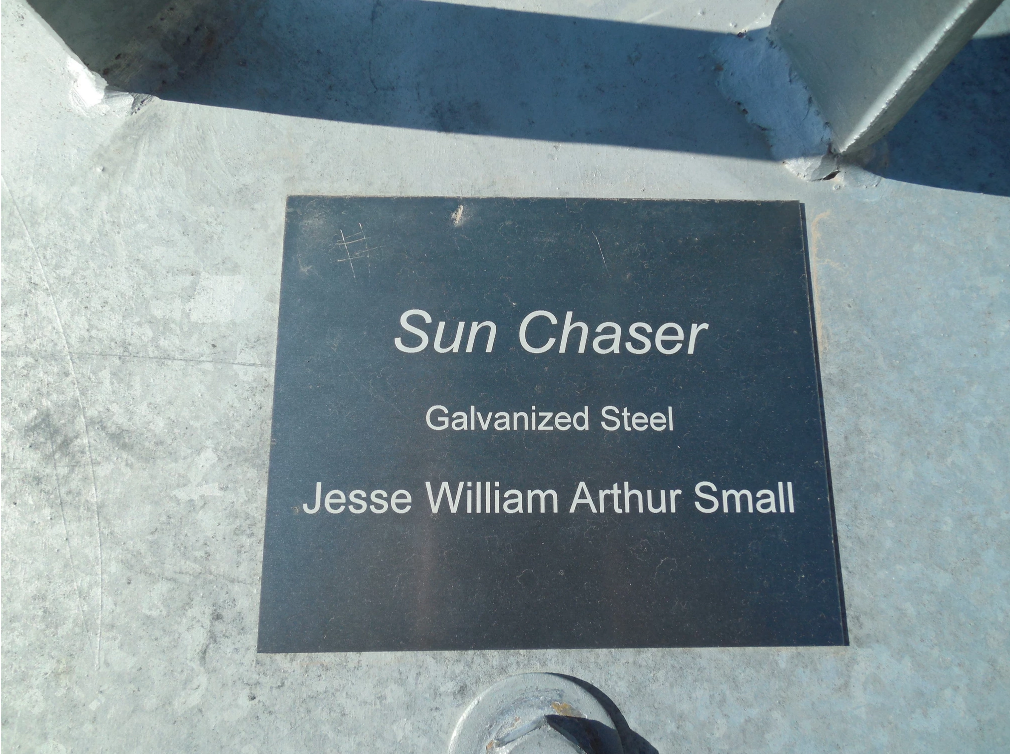 Sun Chaser
Galvanized Steel
Jesse William Arthur Small